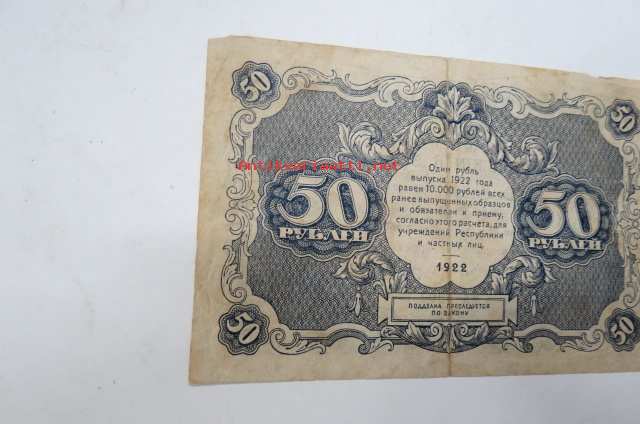 50
50
Один рубль
выпуска 1922 года
равен 10.000 рублей всех
ранее выпущенных образцов
и обязателен к приему,
согласно этого расчета, для
учреждений Республики
и частных лиц.
1922
50
РУБЛЕЙ
50
РУБЛЕЙ
ПОДДЕЛКА ПРЕСЛЕДУЕТСЯ
ПО ЗАКОНУ
50
50